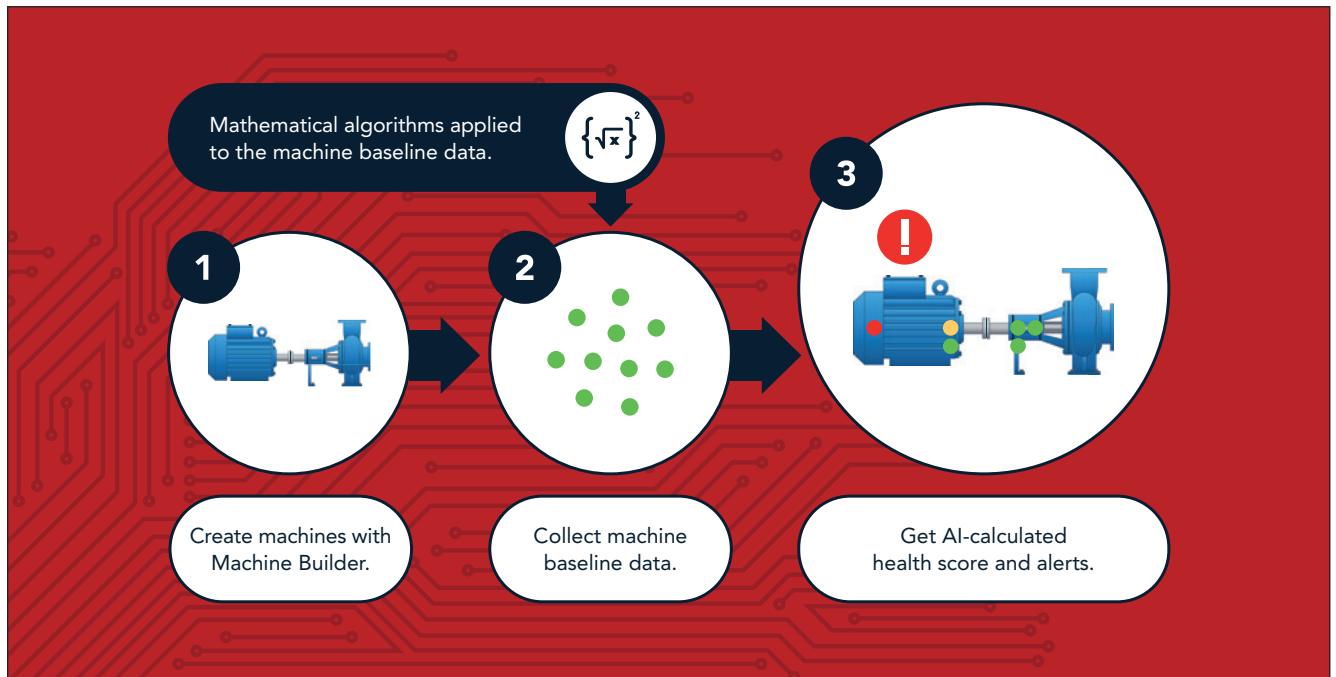 Mathematical algorithms applied
to the machine baseline data.
{√x}²
1
2
3
Create machines with
Machine Builder.
Collect machine
baseline data.
Get AI-calculated
health score and alerts.